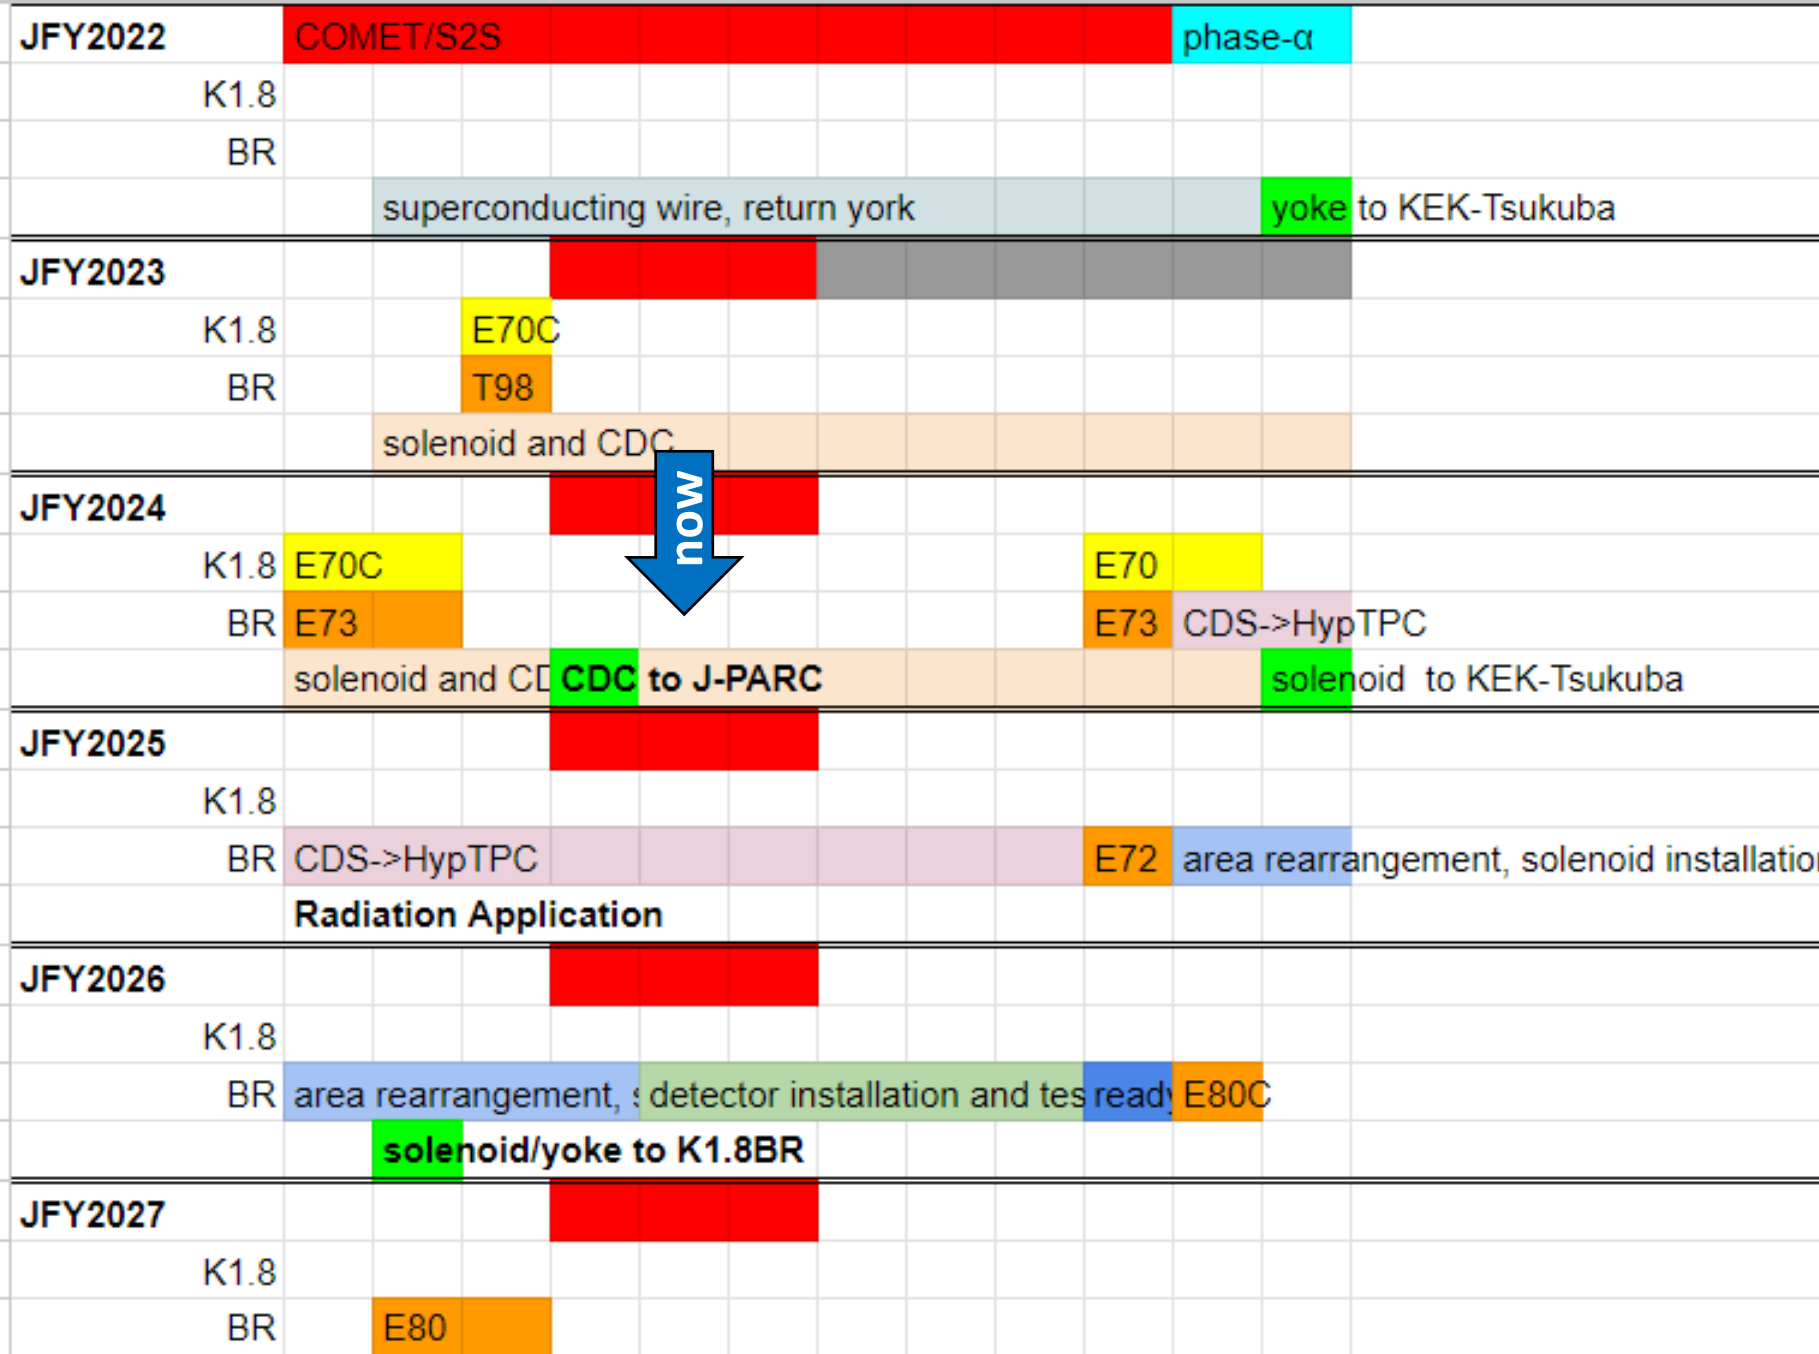 JFY2022 COMET/S2S phase-α
K1.8
BR
superconducting wire, return york yoke to KEK-Tsukuba
JFY2023
K1.8 E70C
BR T98
solenoid and CDC
now
JFY2024
K1.8 E70C E70
BR E73 E73 CDS->HypTPC
solenoid and CD CDC to J-PARC solenoid to KEK-Tsukuba
JFY2025
K1.8
BR CDS->HypTPC E72 area rearrangement, solenoid installatio
Radiation Application
JFY2026
K1.8
BR area rearrangement, s detector installation and tes ready E80C
solenoid/yoke to K1.8BR
JFY2027
K1.8
BR E80